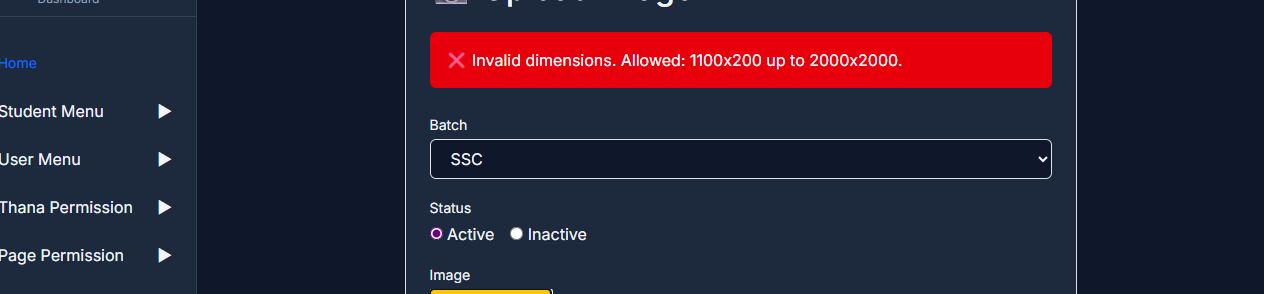 Dashboard
Home
Student Menu
User Menu
Thana Permission
Page Permission
❌ Invalid dimensions. Allowed: 1100x200 up to 2000x2000.
Batch
SSC
Status
Active Inactive
Image